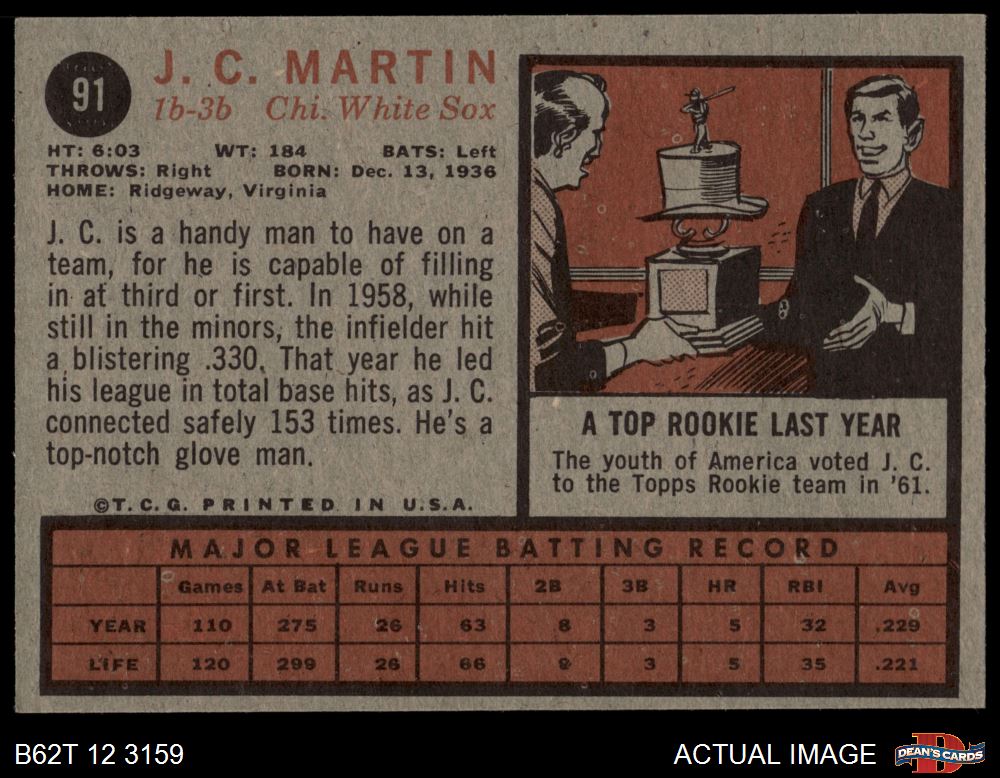 91
J. C. MARTIN
1b-3b Chi. White Sox
HT: 6:03 WT: 184 BATS: Left
THROWS: Right BORN: Dec. 13, 1936
HOME: Ridgeway, Virginia
J. C. is a handy man to have on a
team, for he is capable of filling
in at third or first. In 1958, while
still in the minors, the infielder hit
a blistering .330. That year he led
his league in total base hits, as J. C.
connected safely 153 times. He's a
top-notch glove man.
©T. C. G. PRINTED IN U.S.A.
A TOP ROOKIE LAST YEAR
The youth of America voted J. C.
to the Topps Rookie team in '61.
MAJOR LEAGUE BATTING RECORD
Games At Bat Runs Hits 2B 3B HR RBI Avg
YEAR 110 275 26 63 8 3 5 32 .229
LIFE 120 299 26 66 9 3 5 35 .221
B62T 12 3159
ACTUAL IMAGE
DEAN'S CARDS